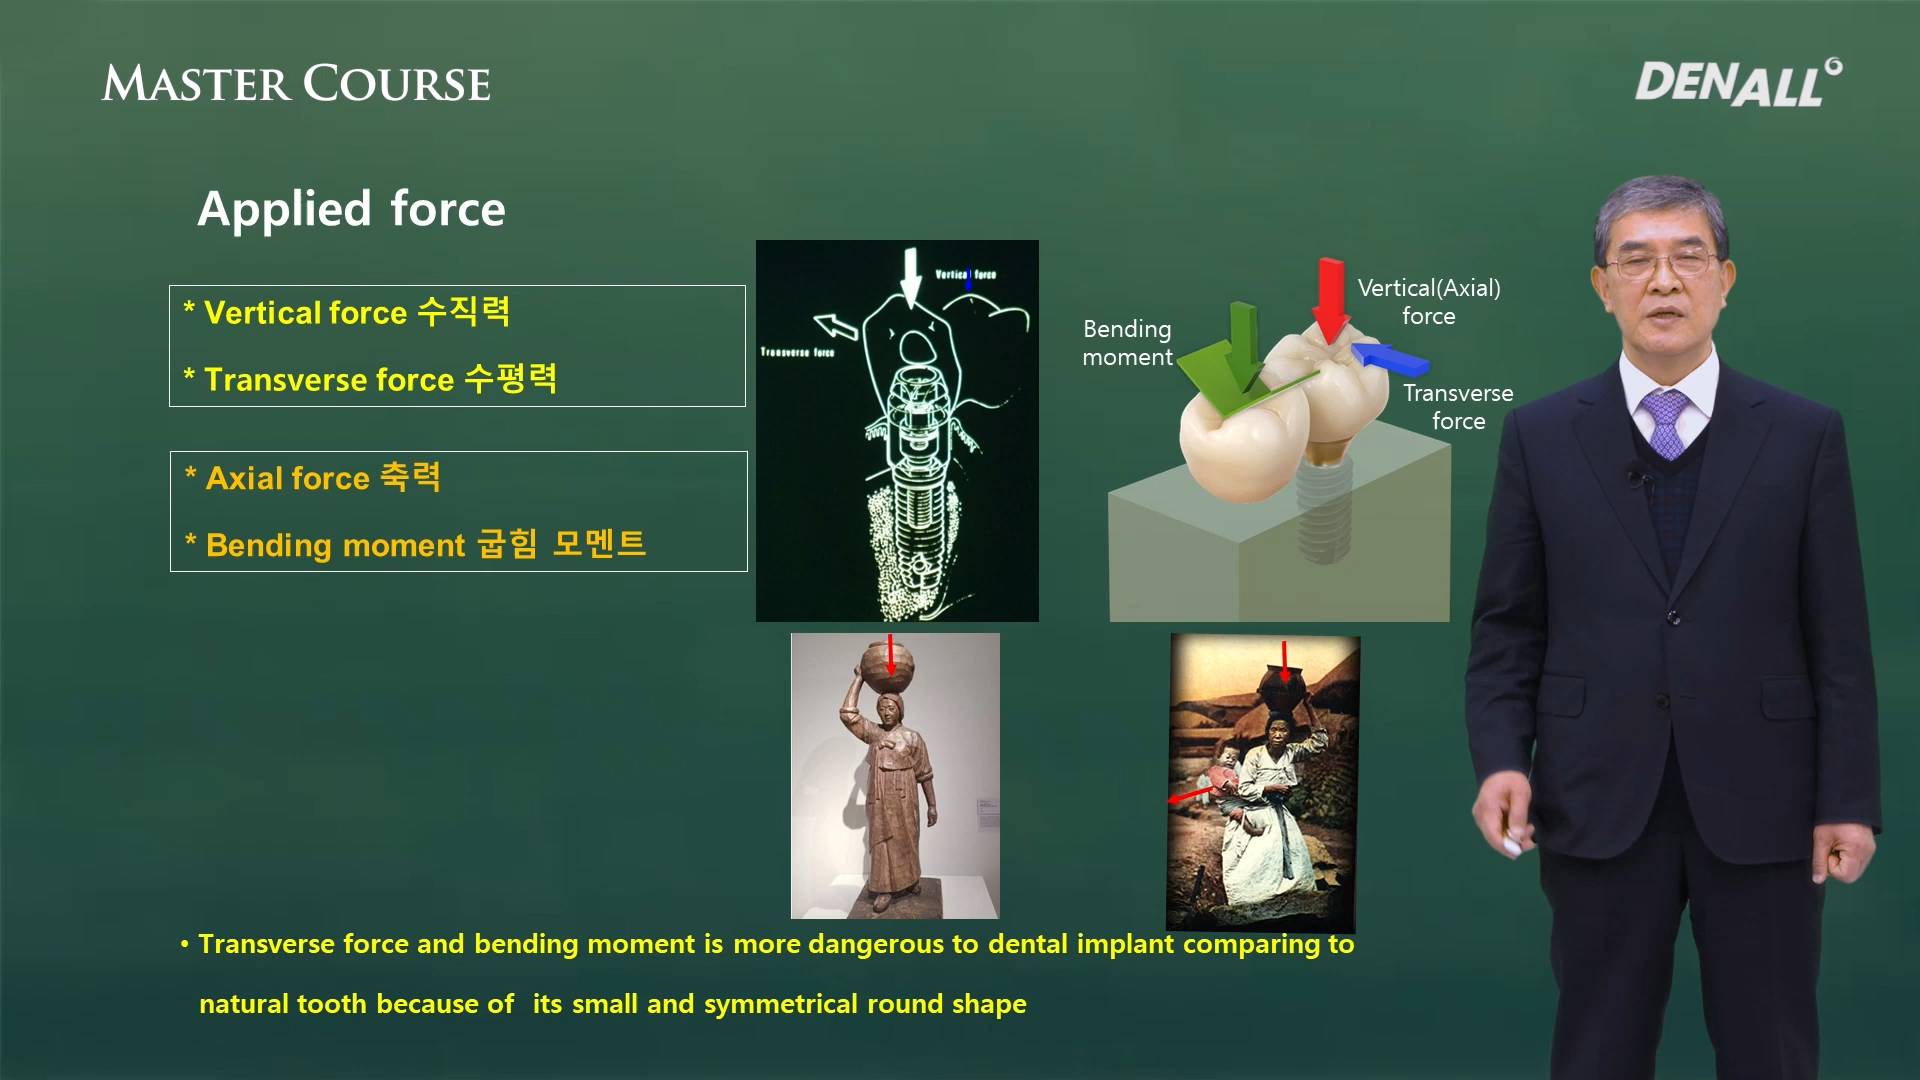 MASTER COURSE
DENALL
Applied force
* Vertical force 수직력
* Transverse force 수평력
* Axial force 축력
* Bending moment 굽힘 모멘트
Vertical force
Transverse force
Bending
moment
Vertical(Axial)
force
Transverse
force
• Transverse force and bending moment is more dangerous to dental implant comparing to
natural tooth because of its small and symmetrical round shape